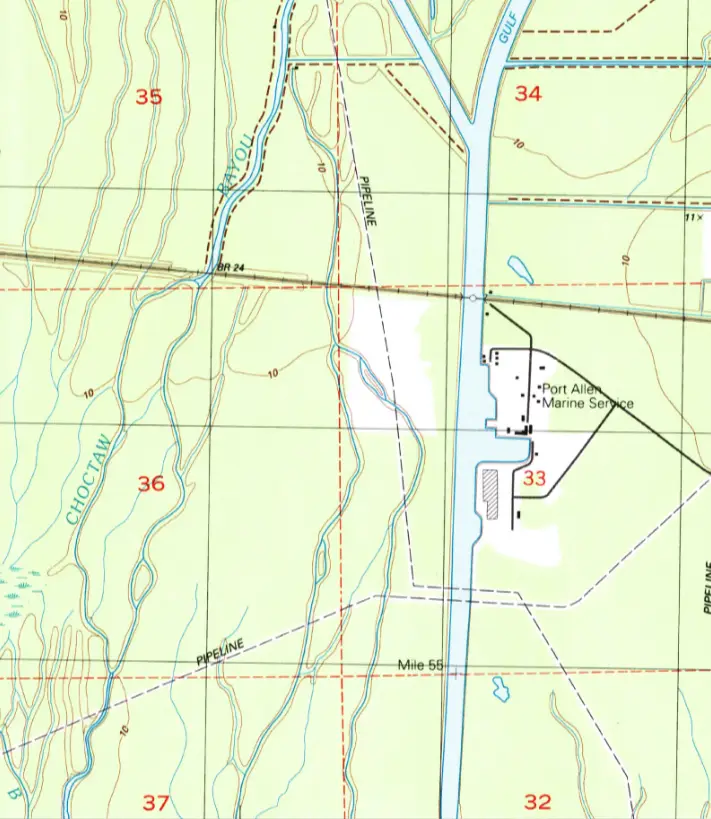 10
GULF
35
34
BAYOU
10
10
PIPELINE
11×
BR 24
10
10
10
Port Allen
Marine Service
CHOCTAW
36
33
PIPELINE
PIPELINE
Mile 55
10
B
37
32